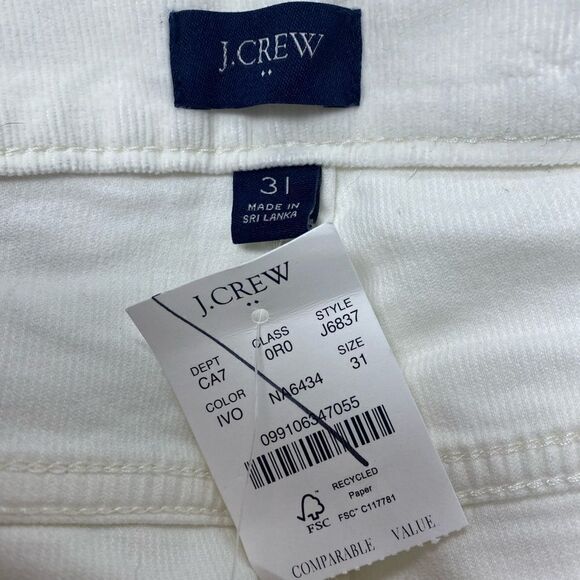 J.CREW
31
MADE IN
SRI LANKA
J.CREW
DEPT CLASS STYLE
CA7 0R0 J6837
COLOR NA6434 SIZE
IVO 31
099106347055
RECYCLED
Paper
FSC FSC® C117781
COMPARABLE VALUE